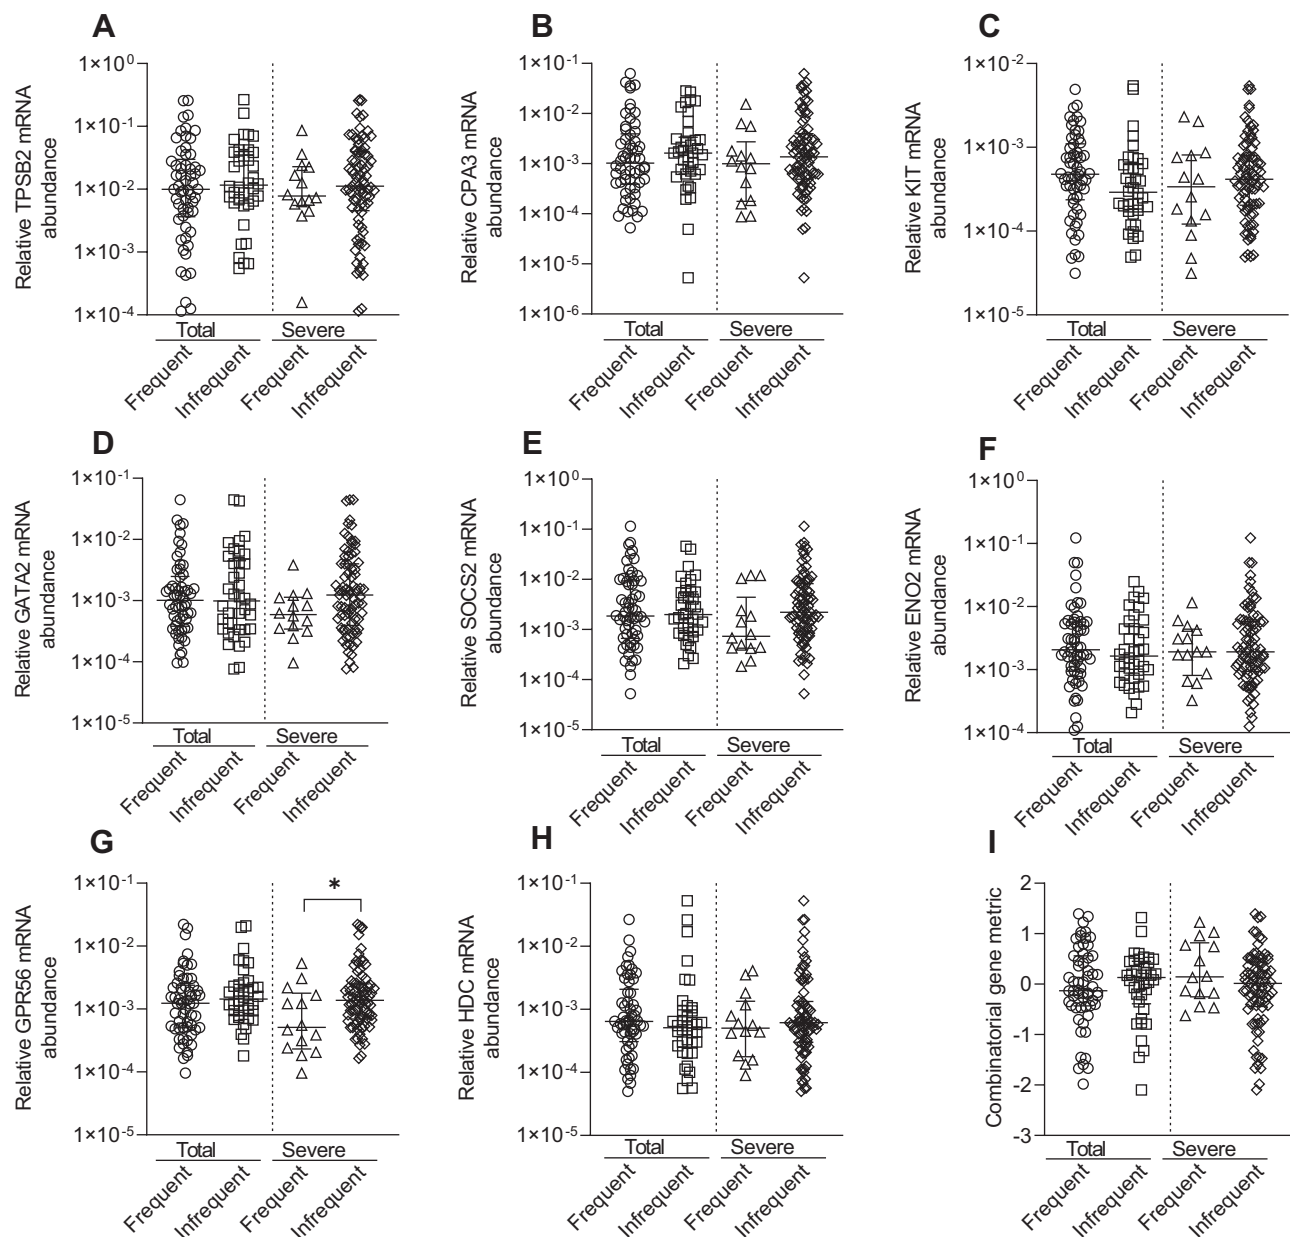 A
Relative TPSB2 mRNA
abundance
1×10⁰
1×10⁻¹
1×10⁻²
1×10⁻³
1×10⁻⁴
Total
Severe
Frequent
Infrequent
Frequent
Infrequent
B
Relative CPA3 mRNA
abundance
1×10⁻¹
1×10⁻²
1×10⁻³
1×10⁻⁴
1×10⁻⁵
1×10⁻⁶
Total
Severe
Frequent
Infrequent
Frequent
Infrequent
C
Relative KIT mRNA
abundance
1×10⁻²
1×10⁻³
1×10⁻⁴
1×10⁻⁵
Total
Severe
Frequent
Infrequent
Frequent
Infrequent
D
Relative GATA2 mRNA
abundance
1×10⁻¹
1×10⁻²
1×10⁻³
1×10⁻⁴
1×10⁻⁵
Total
Severe
Frequent
Infrequent
Frequent
Infrequent
E
Relative SOCS2 mRNA
abundance
1×10⁰
1×10⁻¹
1×10⁻²
1×10⁻³
1×10⁻⁴
1×10⁻⁵
Total
Severe
Frequent
Infrequent
Frequent
Infrequent
F
Relative ENO2 mRNA
abundance
1×10⁰
1×10⁻¹
1×10⁻²
1×10⁻³
1×10⁻⁴
Total
Severe
Frequent
Infrequent
Frequent
Infrequent
G
Relative GPR56 mRNA
abundance
1×10⁻¹
1×10⁻²
1×10⁻³
1×10⁻⁴
1×10⁻⁵
*
Total
Severe
Frequent
Infrequent
Frequent
Infrequent
H
Relative HDC mRNA
abundance
1×10⁻¹
1×10⁻²
1×10⁻³
1×10⁻⁴
1×10⁻⁵
Total
Severe
Frequent
Infrequent
Frequent
Infrequent
I
Combinatorial gene metric
2
1
0
-1
-2
-3
Total
Severe
Frequent
Infrequent
Frequent
Infrequent